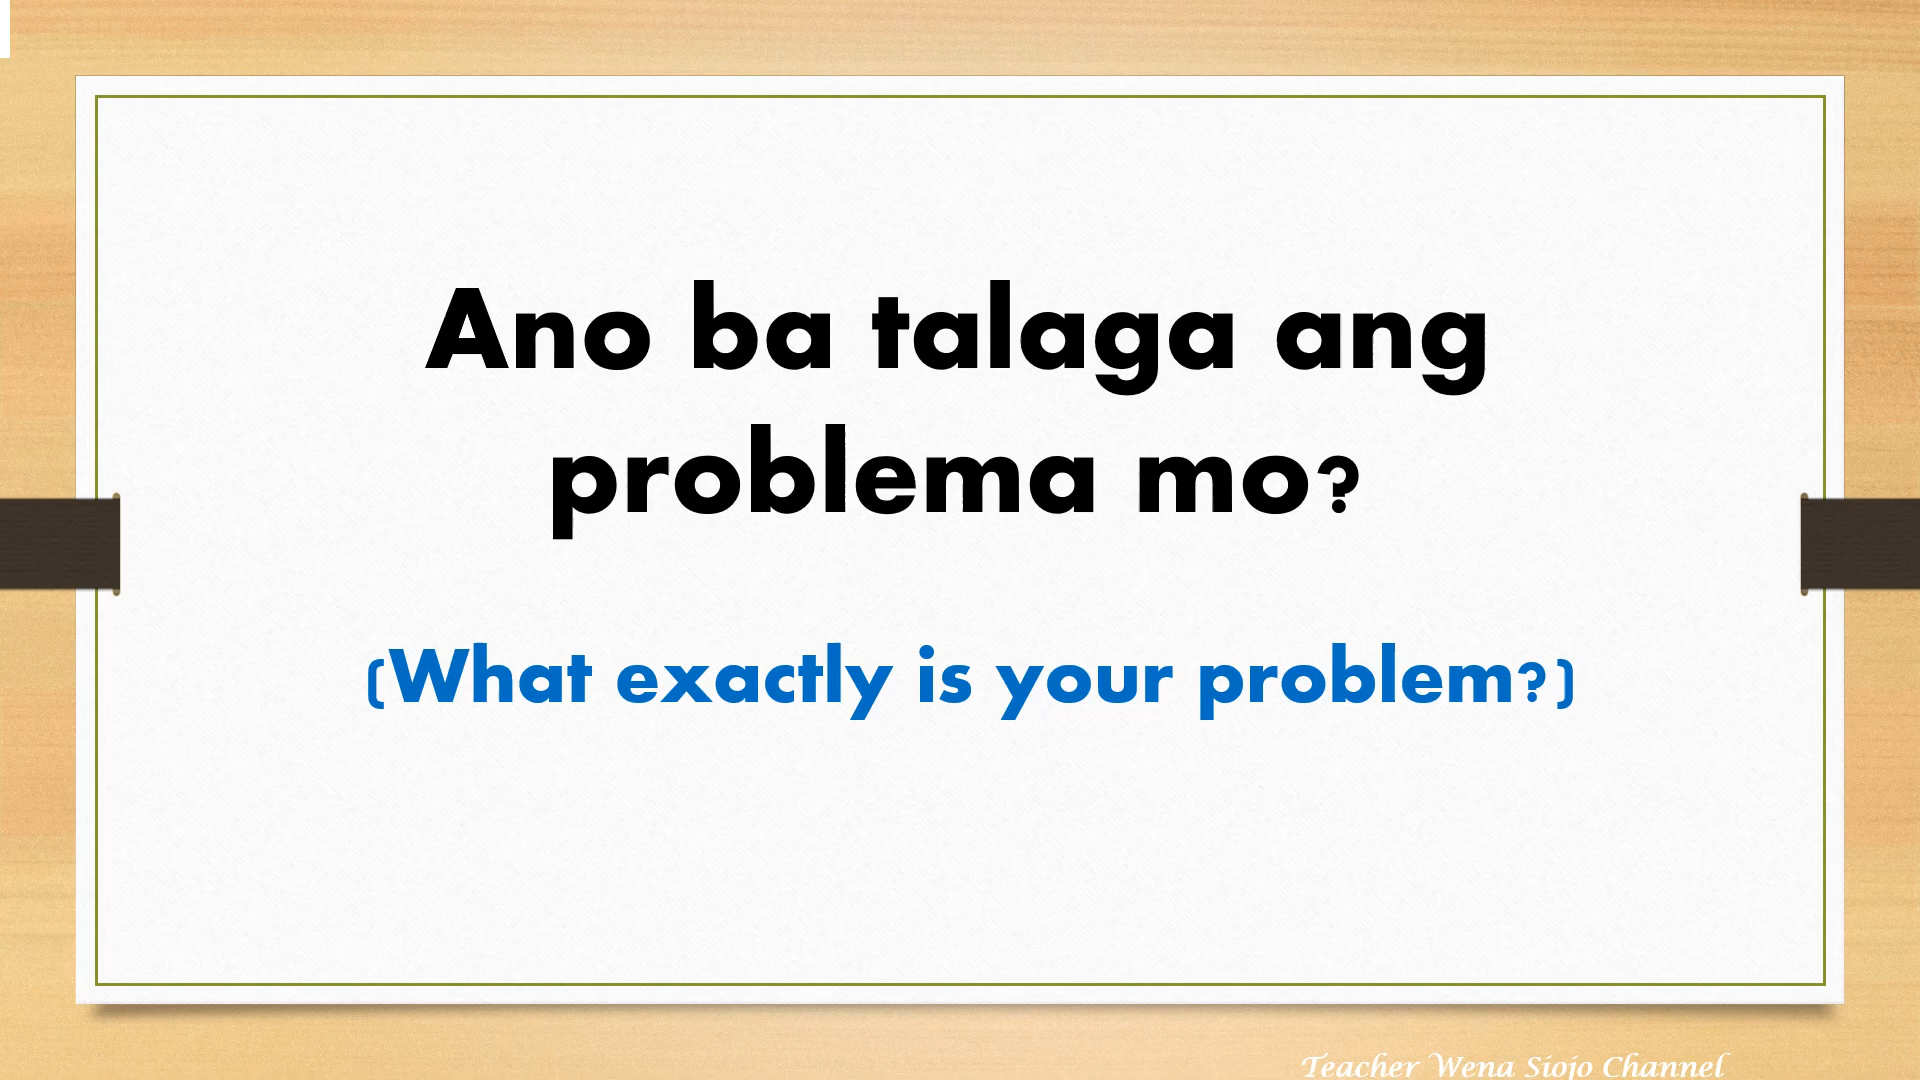 Ano ba talaga ang
problema mo?
(What exactly is your problem?)
Teacher Wena Siojo Channel